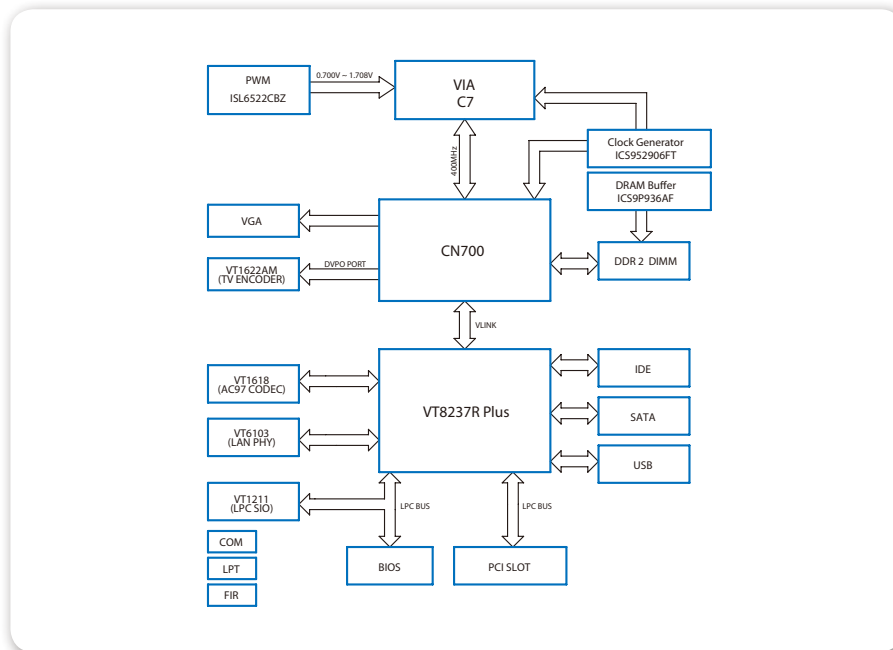 PWM
ISL6522CBZ
0.700V ~ 1.708V
VIA
C7
400MHz
Clock Generator
ICS952906FT
DRAM Buffer
ICS9P936AF
VGA
VT1622AM
(TV ENCODER)
DVPO PORT
CN700
DDR 2 DIMM
VLINK
VT1618
(AC97 CODEC)
VT6103
(LAN PHY)
VT8237R Plus
IDE
SATA
USB
VT1211
(LPC SIO)
LPC BUS
LPC BUS
COM
LPT
FIR
BIOS
PCI SLOT